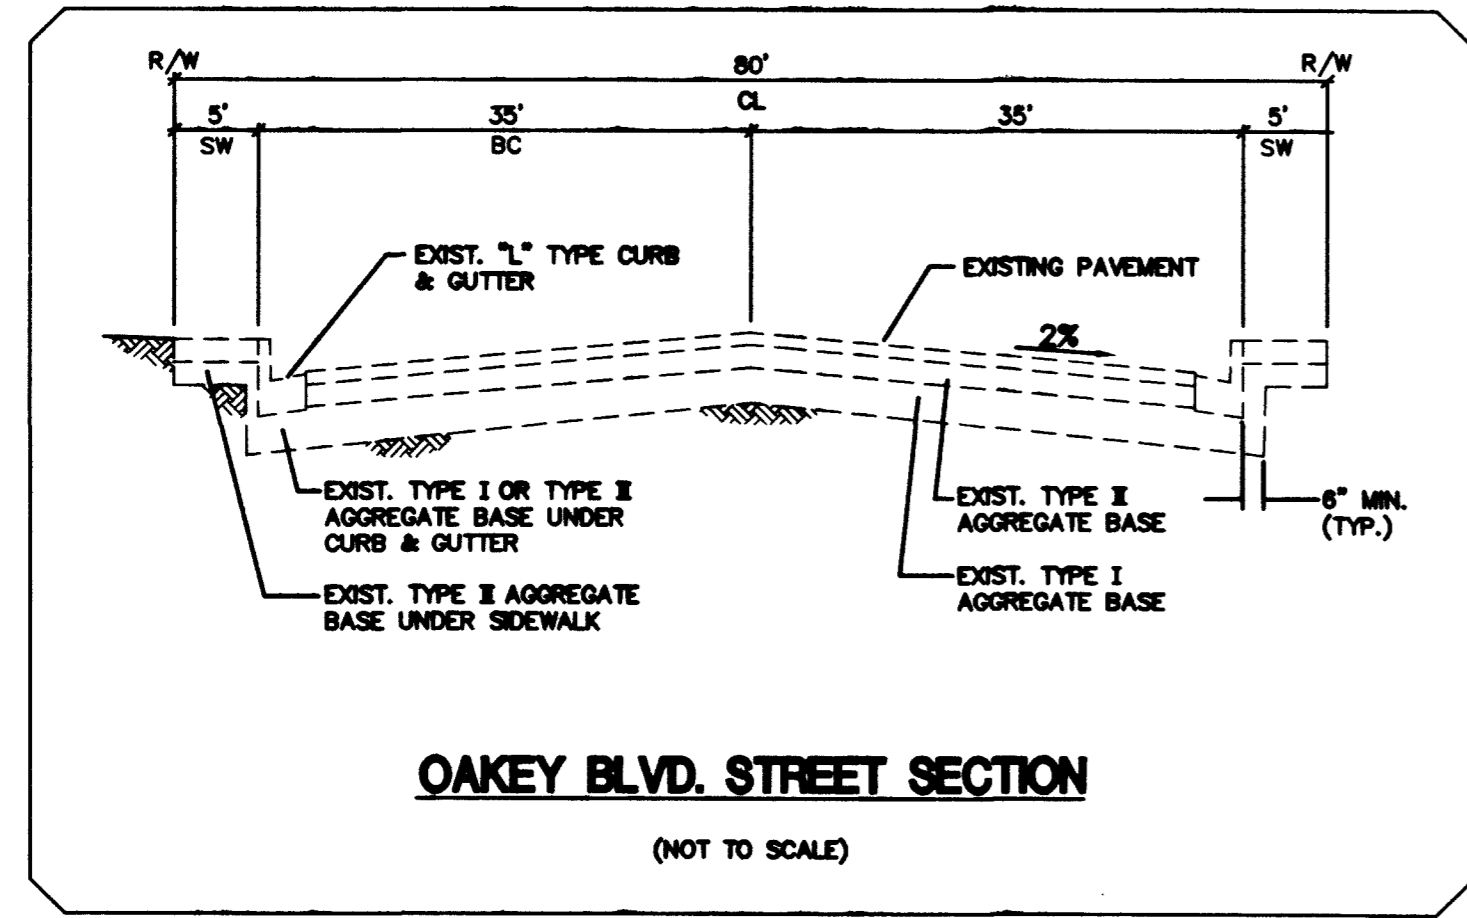 R/W 80' R/W
CL
5' 35' 35' 5'
SW BC SW
EXIST. "L" TYPE CURB
& GUTTER
EXISTING PAVEMENT
2%
EXIST. TYPE I OR TYPE II
AGGREGATE BASE UNDER
CURB & GUTTER
EXIST. TYPE II AGGREGATE
BASE UNDER SIDEWALK
EXIST. TYPE II
AGGREGATE BASE
EXIST. TYPE I
AGGREGATE BASE
6" MIN.
(TYP.)
OAKEY BLVD. STREET SECTION
(NOT TO SCALE)